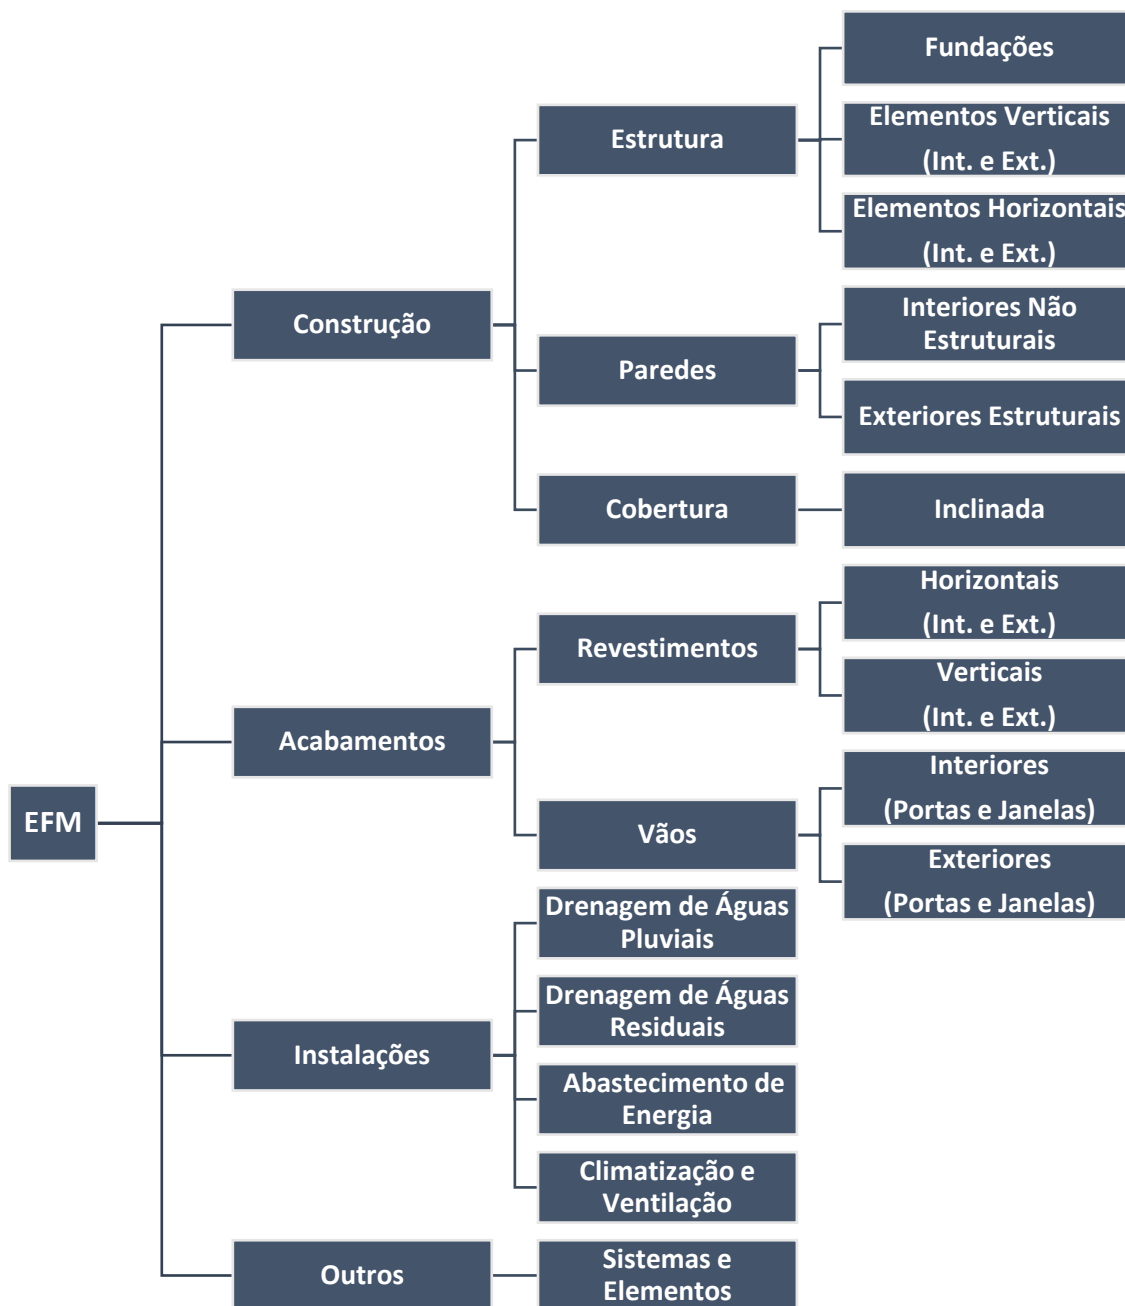 EFM
Construção
Estrutura
Fundações
Elementos Verticais
(Int. e Ext.)
Elementos Horizontais
(Int. e Ext.)
Paredes
Interiores Não
Estruturais
Exteriores Estruturais
Cobertura
Inclinada
Acabamentos
Revestimentos
Horizontais
(Int. e Ext.)
Verticais
(Int. e Ext.)
Vãos
Interiores
(Portas e Janelas)
Exteriores
(Portas e Janelas)
Instalações
Drenagem de Águas
Pluviais
Drenagem de Águas
Residuais
Abastecimento de
Energia
Climatização e
Ventilação
Outros
Sistemas e
Elementos